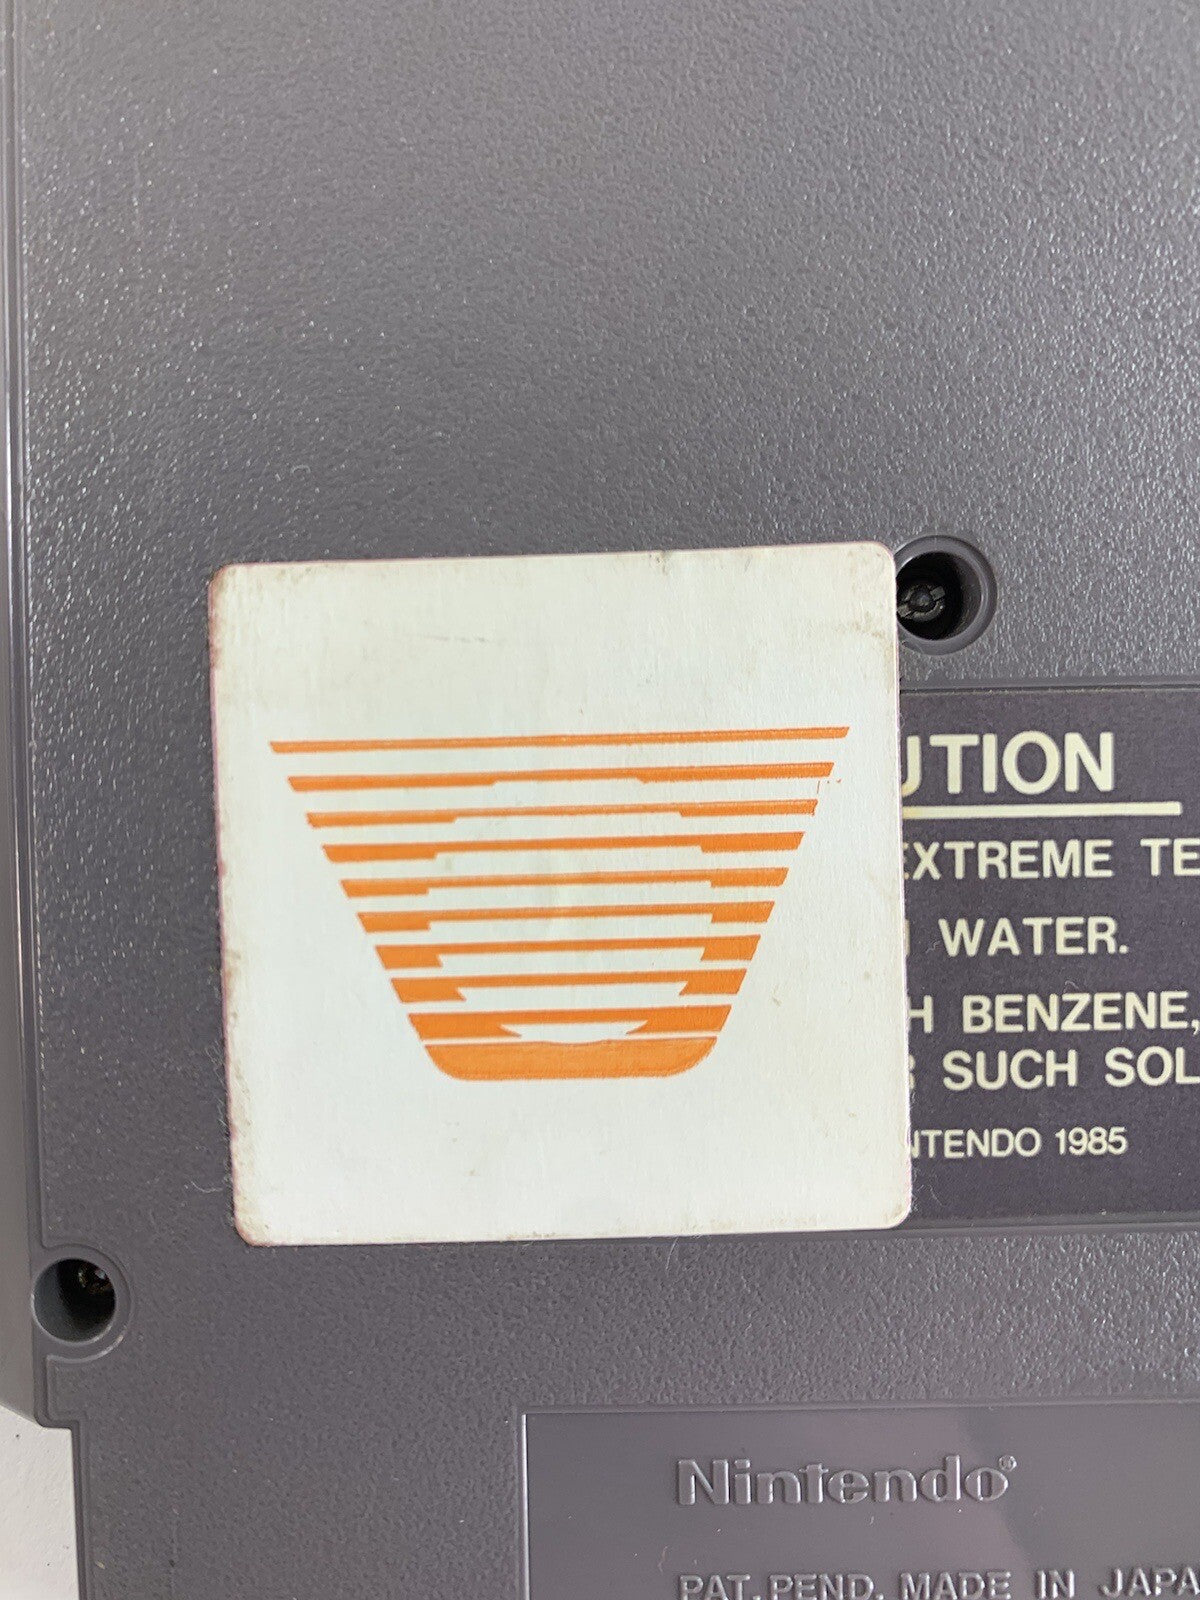 UTION
EXTREME TE
WATER.
H BENZENE,
SUCH SOL
NTENDO 1985
Nintendo®
PAT. PEND. MADE IN JAPA